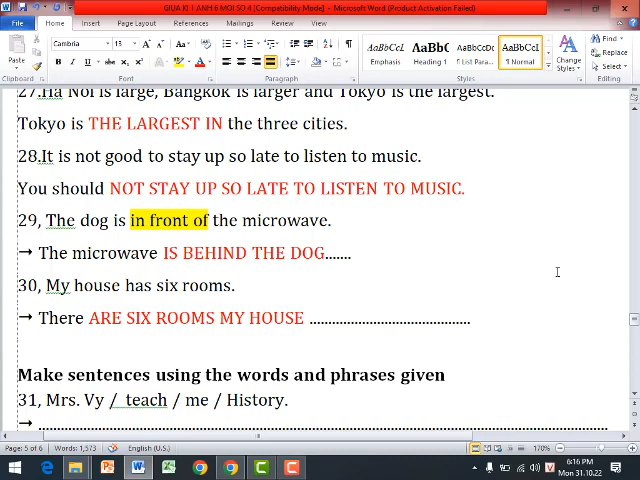 GIUA KI 1 ANH 6 MOI SO 4 [Compatibility Mode] - Microsoft Word (Product Activation Failed)
File Home Insert Page Layout References Mailings Review View
Cambria 13 Find
Replace
Select
Paste Emphasis Heading 1 ¶ List Para... ¶ Normal Change Styles
Clipboard Font Paragraph Styles Editing
27.Ha Noi is large, Bangkok is larger and Tokyo is the largest.
Tokyo is THE LARGEST IN the three cities.
28.It is not good to stay up so late to listen to music.
You should NOT STAY UP SO LATE TO LISTEN TO MUSIC.
29, The dog is in front of the microwave.
→ The microwave IS BEHIND THE DOG.......
30, My house has six rooms.
→ There ARE SIX ROOMS MY HOUSE ..........................................
Make sentences using the words and phrases given
31, Mrs. Vy / teach / me / History.
→ ....................................................................................................
Page: 5 of 6 Words: 1,573 English (U.S.) 170%
6:16 PM
Mon 31.10.22